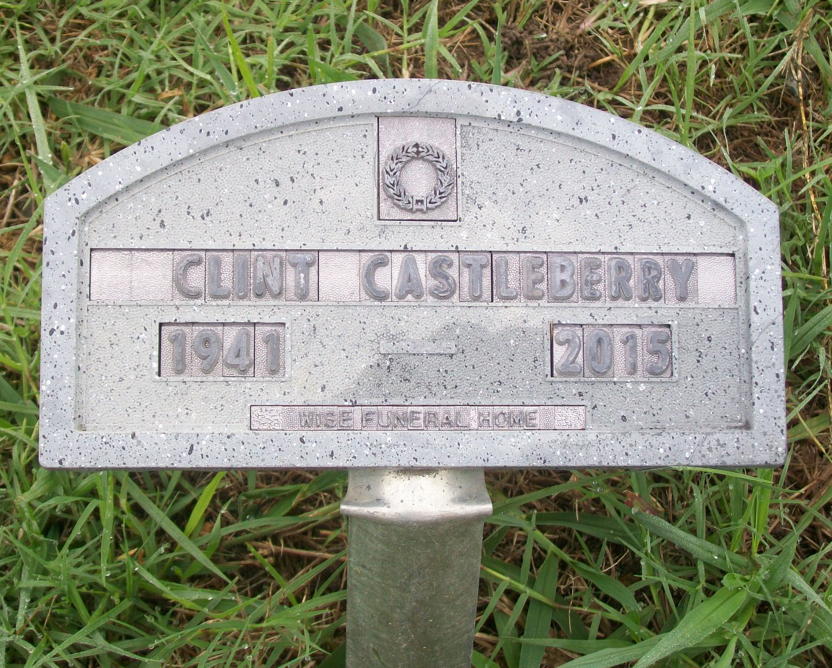 CLINT CASTLEBERRY
1941 2015
WISE FUNERAL HOME